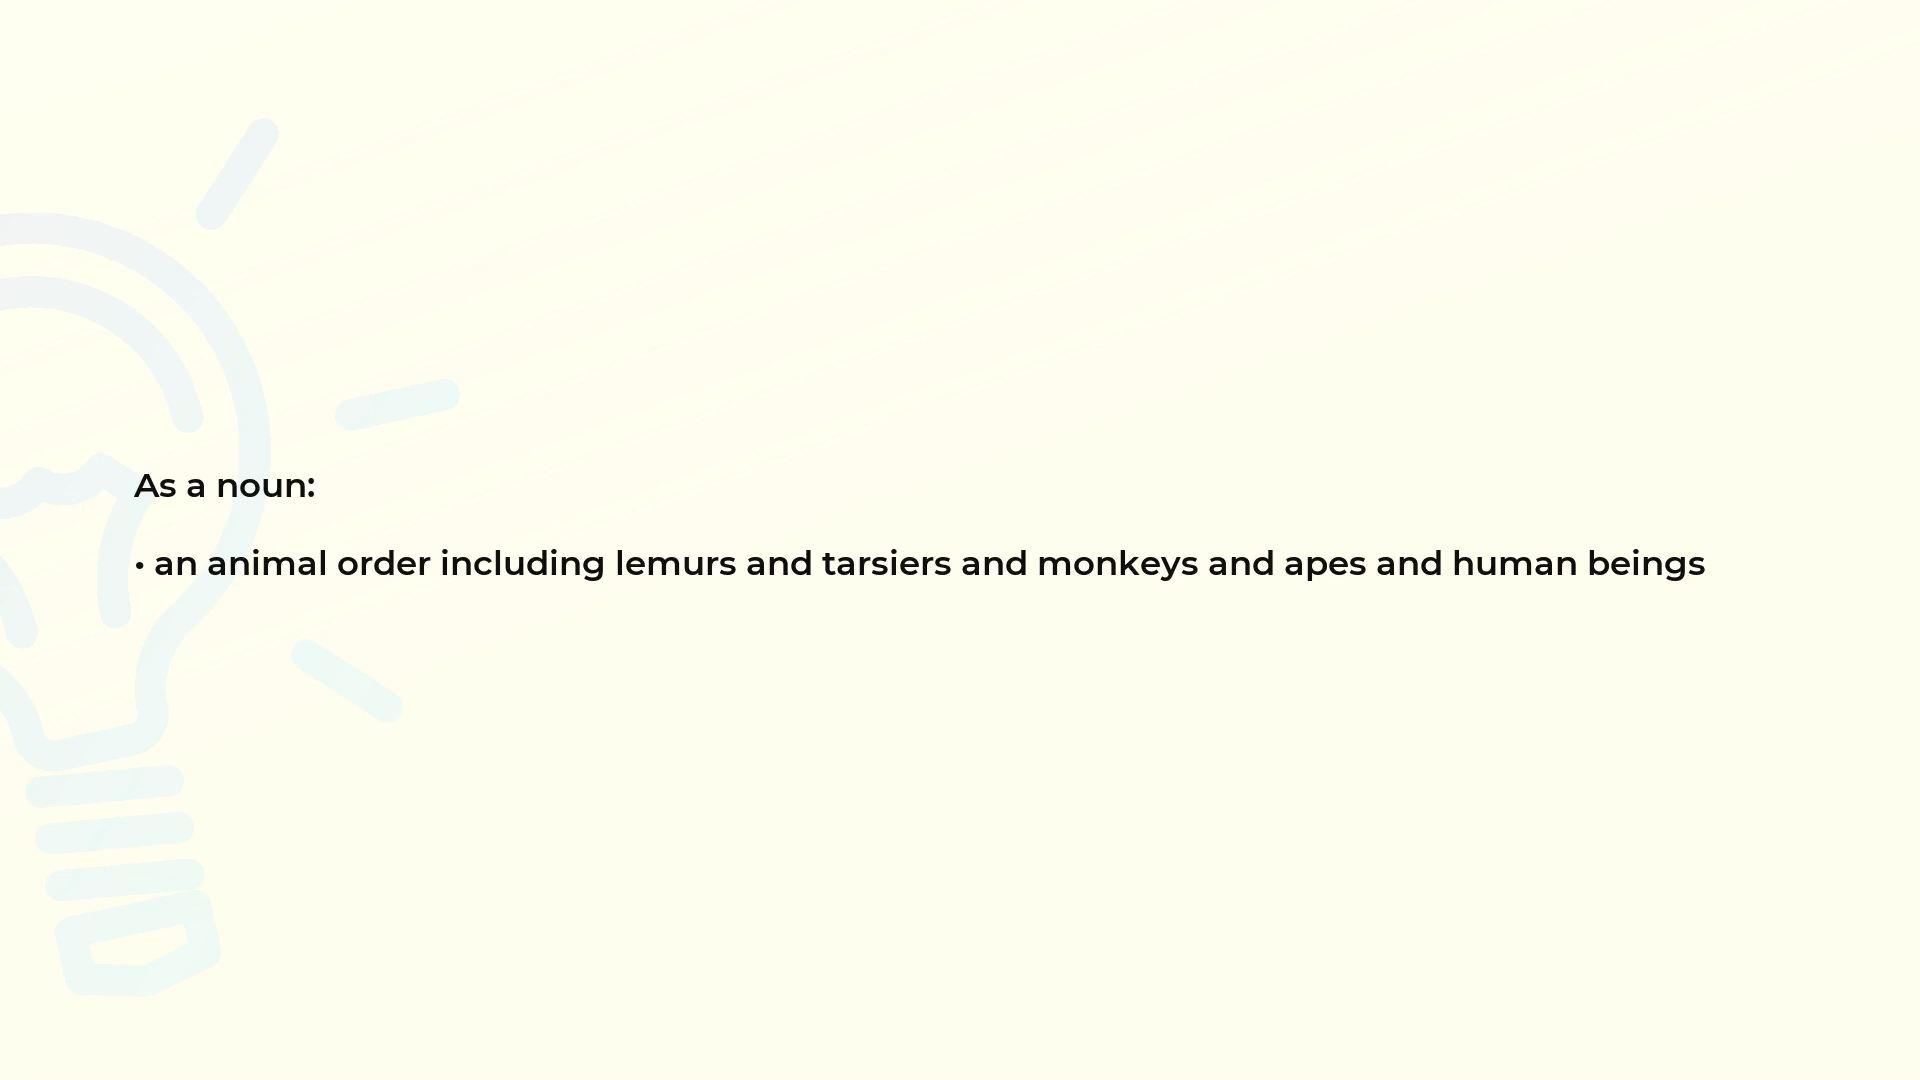 As a noun:
• an animal order including lemurs and tarsiers and monkeys and apes and human beings